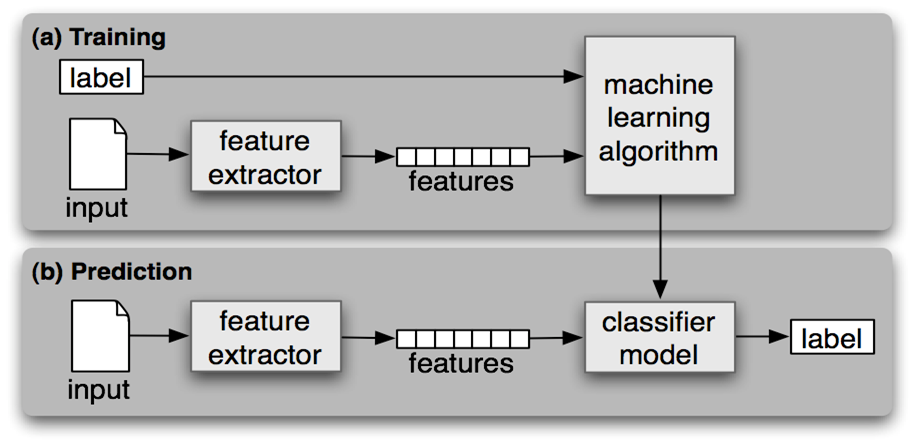 (a) Training
label
machine
learning
algorithm
feature
extractor
features
input
(b) Prediction
feature
extractor
features
classifier
model
label
input